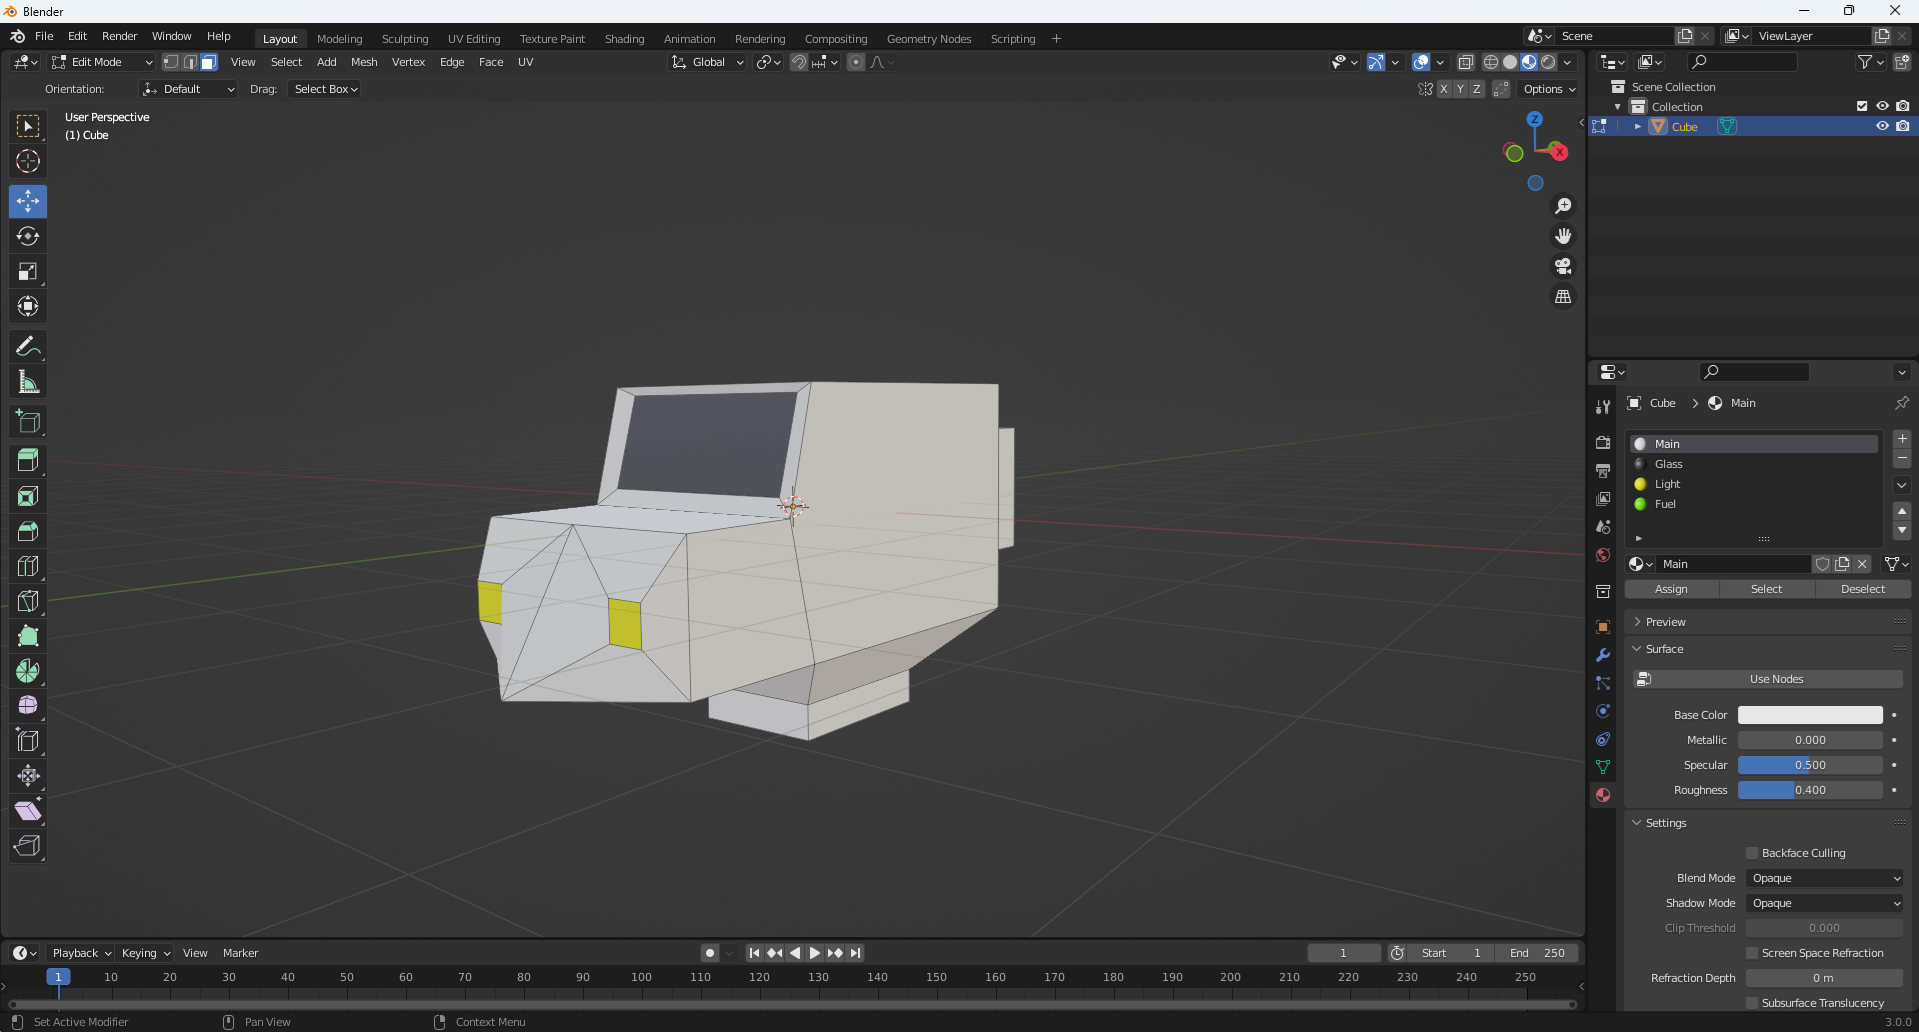 Blender
File Edit Render Window Help Layout Modeling Sculpting UV Editing Texture Paint Shading Animation Rendering Compositing Geometry Nodes Scripting + Scene ViewLayer
Edit Mode View Select Add Mesh Vertex Edge Face UV Global
Orientation: Default Drag: Select Box X Y Z Options
User Perspective
(1) Cube
Z
X
Scene Collection
Collection
Cube
Cube > Main
Main
Glass
Light
Fuel
Main
Assign Select Deselect
Preview
Surface
Use Nodes
Base Color
Metallic 0.000
Specular 0.500
Roughness 0.400
Settings
Backface Culling
Blend Mode Opaque
Shadow Mode Opaque
Clip Threshold 0.000
Screen Space Refraction
Refraction Depth 0 m
Subsurface Translucency
Playback Keying View Marker 1 Start 1 End 250
1 10 20 30 40 50 60 70 80 90 100 110 120 130 140 150 160 170 180 190 200 210 220 230 240 250
Set Active Modifier Pan View Context Menu 3.0.0